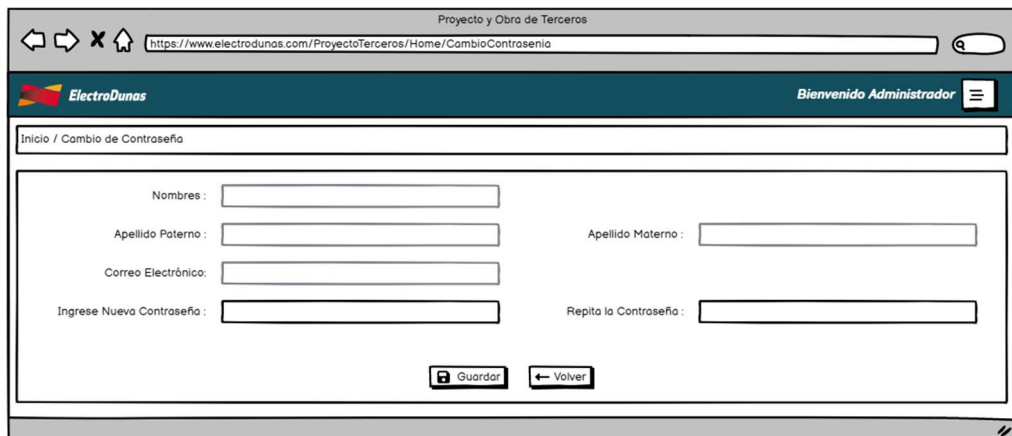 Proyecto y Obra de Terceros
https://www.electrodunas.com/ProyectoTerceros/Home/CambioContrasenia
ElectroDunas
Bienvenido Administrador
Inicio / Cambio de Contraseña
Nombres :
Apellido Paterno :
Apellido Materno :
Correo Electrónico:
Ingrese Nueva Contraseña :
Repita la Contraseña :
Guardar
Volver